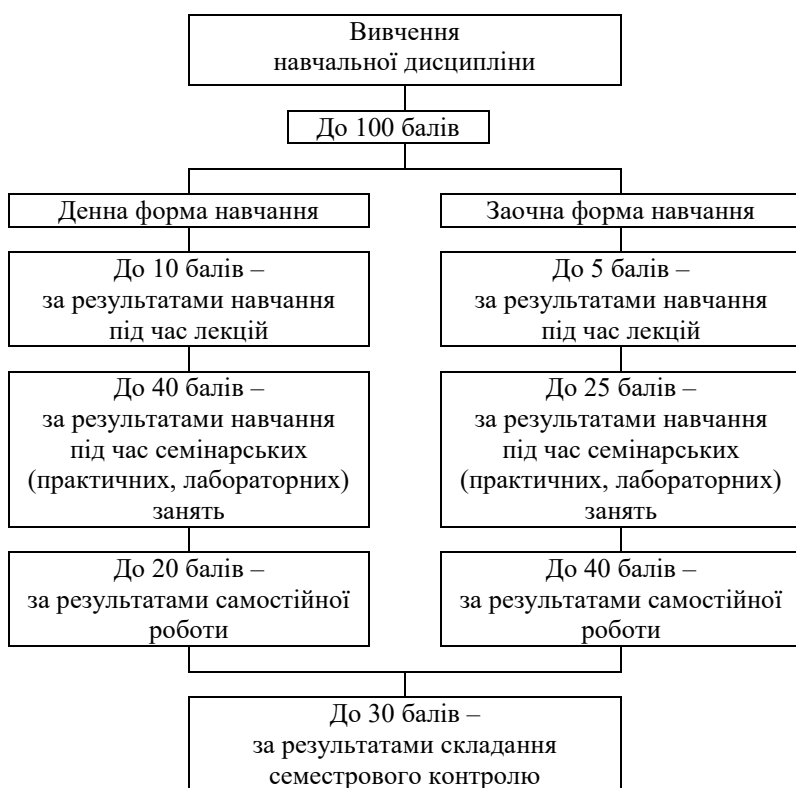 Вивчення
навчальної дисципліни
До 100 балів
Денна форма навчання
До 10 балів –
за результатами навчання
під час лекцій
До 40 балів –
за результатами навчання
під час семінарських
(практичних, лабораторних)
занять
До 20 балів –
за результатами самостійної
роботи
Заочна форма навчання
До 5 балів –
за результатами навчання
під час лекцій
До 25 балів –
за результатами навчання
під час семінарських
(практичних, лабораторних)
занять
До 40 балів –
за результатами самостійної
роботи
До 30 балів –
за результатами складання
семестрового контролю